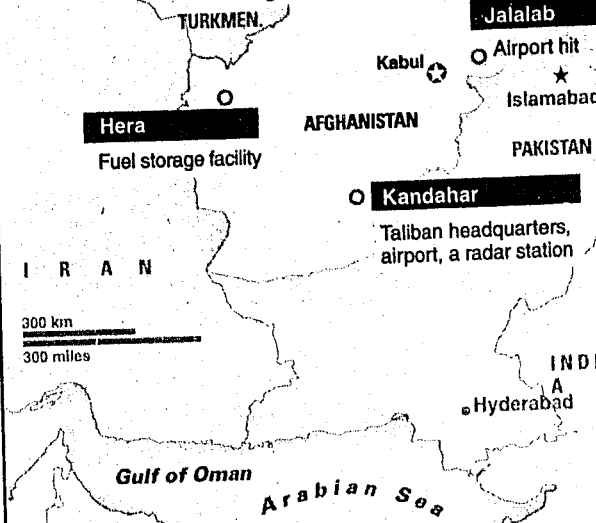 TURKMEN.
Jalalab
Airport hit
Kabul
Islamabad
Hera
Fuel storage facility
AFGHANISTAN
PAKISTAN
Kandahar
Taliban headquarters,
airport, a radar station
IRAN
300 km
300 miles
INDI
A
Hyderabad
Gulf of Oman
Arabian Sea